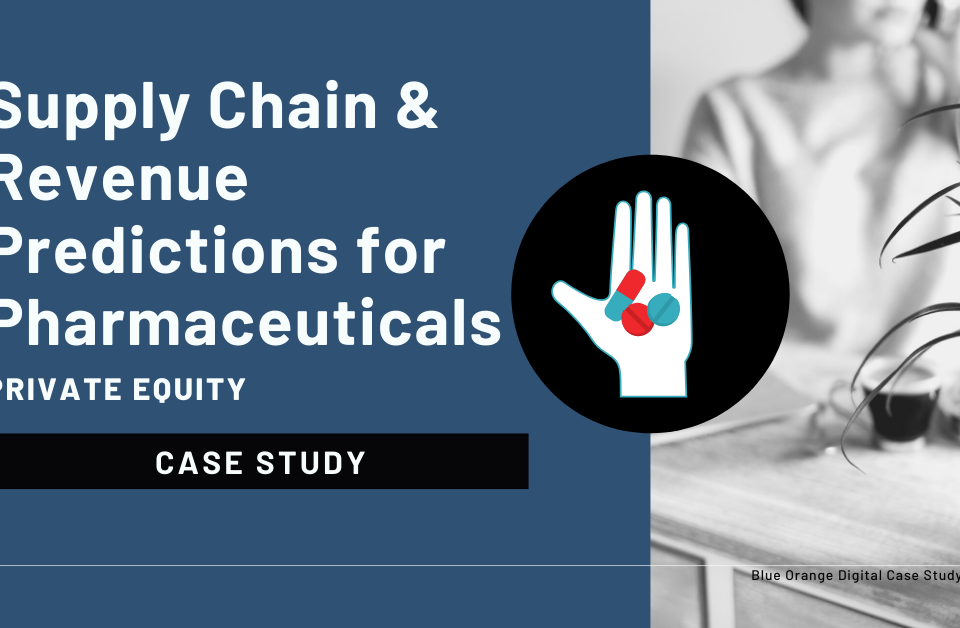 Supply Chain &
Revenue
Predictions for
Pharmaceuticals
PRIVATE EQUITY
CASE STUDY
Blue Orange Digital Case Study